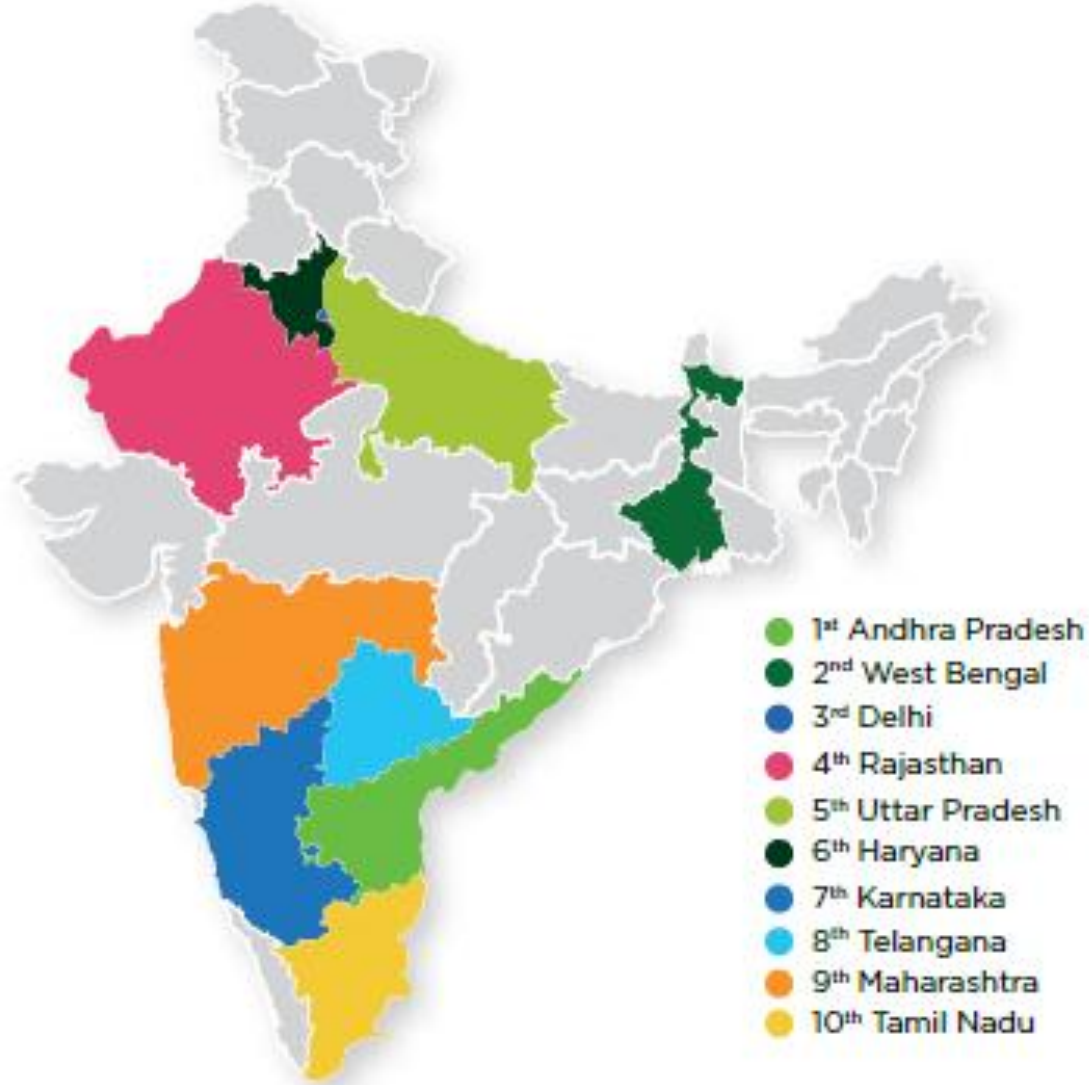 1st Andhra Pradesh
2nd West Bengal
3rd Delhi
4th Rajasthan
5th Uttar Pradesh
6th Haryana
7th Karnataka
8th Telangana
9th Maharashtra
10th Tamil Nadu